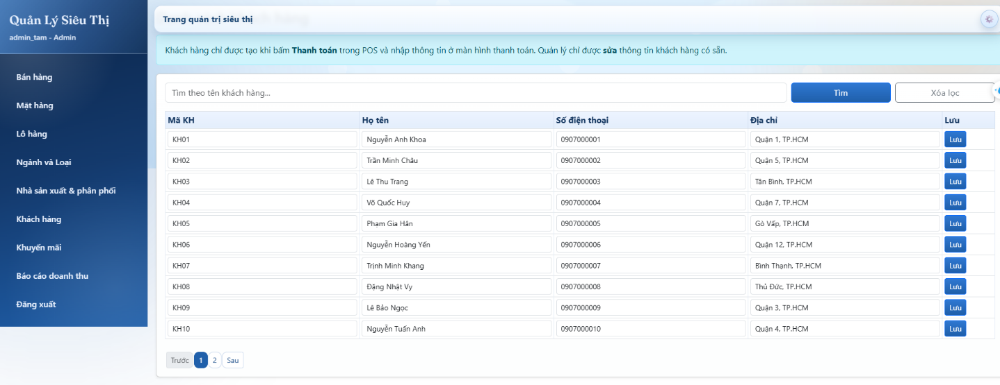 Quản Lý Siêu Thị
admin_tam - Admin
Bán hàng
Mặt hàng
Lô hàng
Ngành và Loại
Nhà sản xuất & phân phối
Khách hàng
Khuyến mãi
Báo cáo doanh thu
Đăng xuất
Trang quản trị siêu thị
Khách hàng chỉ được tạo khi bấm Thanh toán trong POS và nhập thông tin ở màn hình thanh toán. Quản lý chỉ được sửa thông tin khách hàng có sẵn.
Tìm theo tên khách hàng... Tìm Xóa lọc
Mã KH Họ tên Số điện thoại Địa chỉ Lưu
KH01 Nguyễn Anh Khoa 0907000001 Quận 1, TP.HCM Lưu
KH02 Trần Minh Châu 0907000002 Quận 5, TP.HCM Lưu
KH03 Lê Thu Trang 0907000003 Tân Bình, TP.HCM Lưu
KH04 Võ Quốc Huy 0907000004 Quận 7, TP.HCM Lưu
KH05 Phạm Gia Hân 0907000005 Gò Vấp, TP.HCM Lưu
KH06 Nguyễn Hoàng Yến 0907000006 Quận 12, TP.HCM Lưu
KH07 Trịnh Minh Khang 0907000007 Bình Thạnh, TP.HCM Lưu
KH08 Đặng Nhật Vy 0907000008 Thủ Đức, TP.HCM Lưu
KH09 Lê Bảo Ngọc 0907000009 Quận 3, TP.HCM Lưu
KH10 Nguyễn Tuấn Anh 0907000010 Quận 4, TP.HCM Lưu
Trước 1 2 Sau